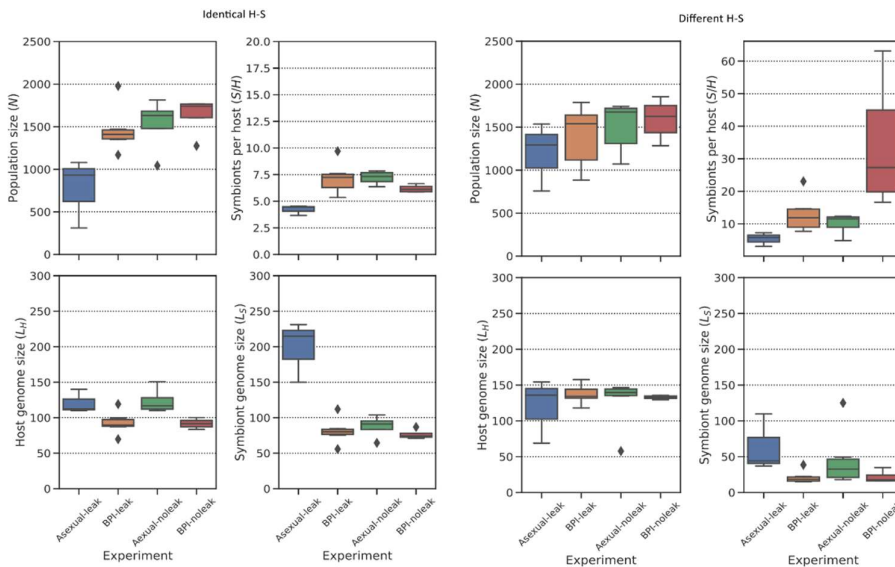 Identical H-S
Different H-S
Population size (N)
2500
2000
1500
1000
500
0
Symbionts per host (S/H)
20.0
17.5
15.0
12.5
10.0
7.5
5.0
2.5
0.0
Population size (N)
2500
2000
1500
1000
500
0
Symbionts per host (S/H)
60
50
40
30
20
10
Host genome size (L_H)
300
250
200
150
100
50
0
Asexual-leak
BPI-leak
Aexual-noleak
BPI-noleak
Experiment
Symbiont genome size (L_S)
300
250
200
150
100
50
0
Asexual-leak
BPI-leak
Aexual-noleak
BPI-noleak
Experiment
Host genome size (L_H)
300
250
200
150
100
50
0
Asexual-leak
BPI-leak
Aexual-noleak
BPI-noleak
Experiment
Symbiont genome size (L_S)
300
250
200
150
100
50
0
Asexual-leak
BPI-leak
Aexual-noleak
BPI-noleak
Experiment